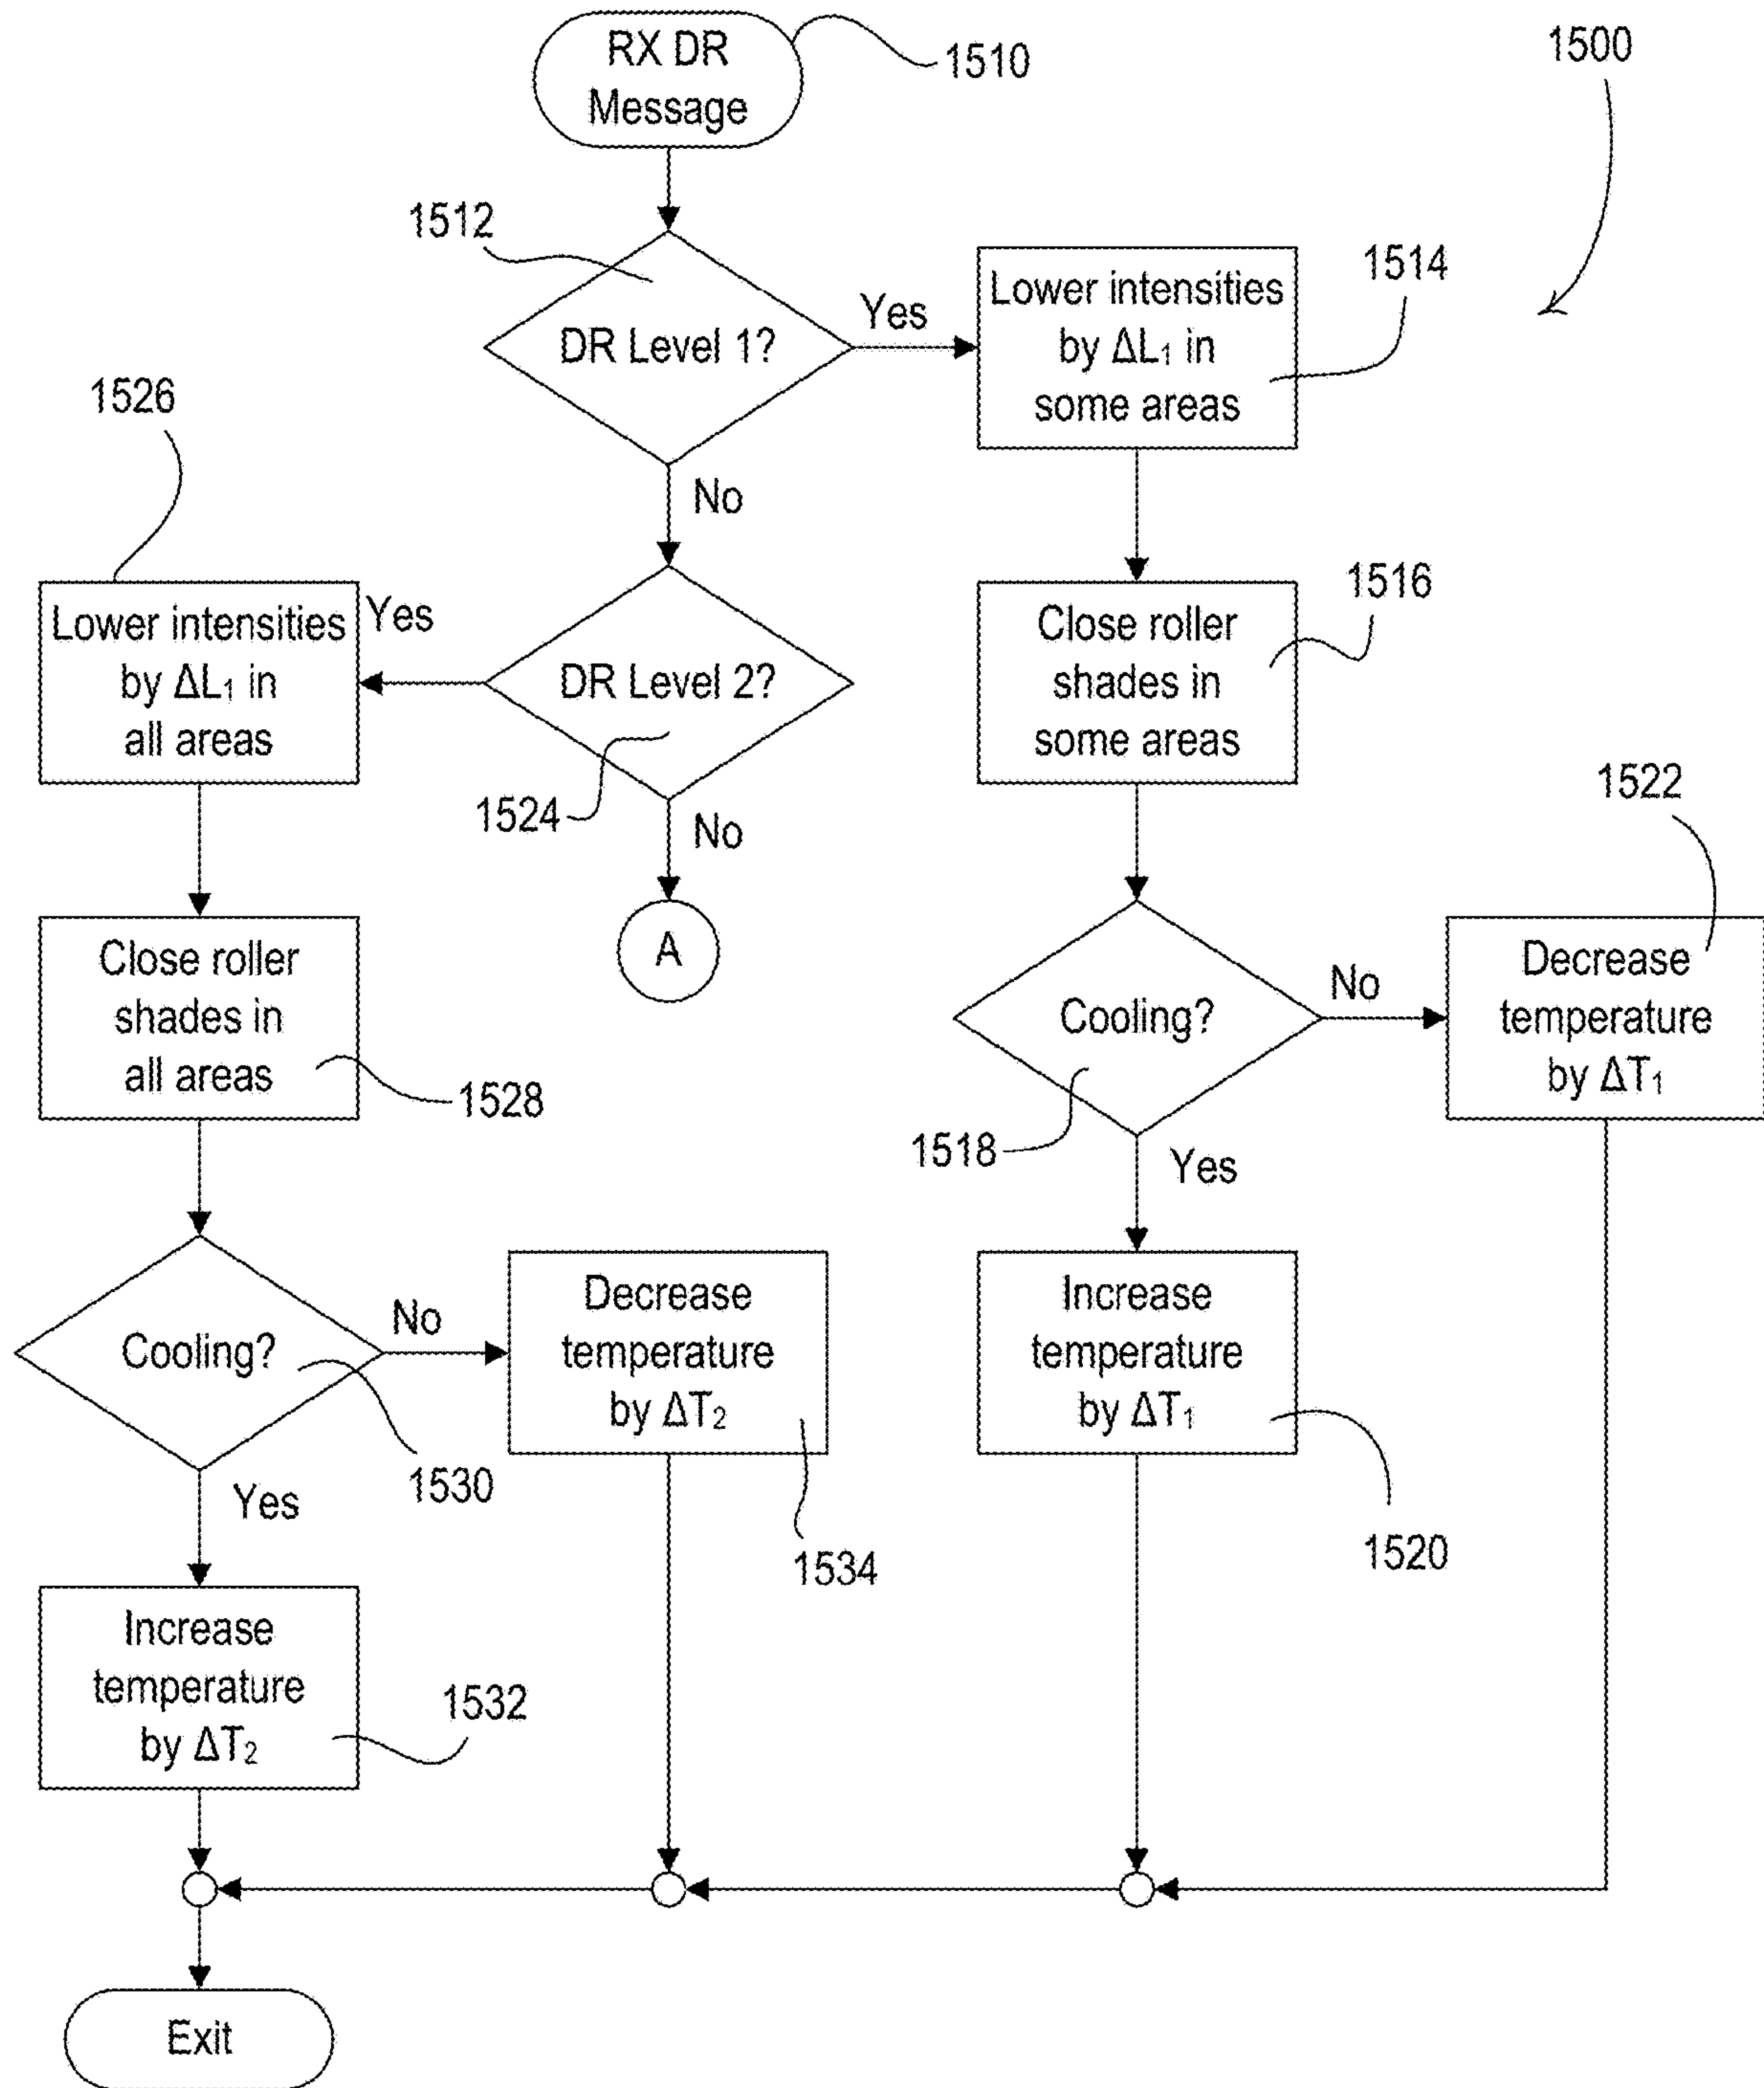 RX DR
Message
1510
1500
1512
DR Level 1?
Yes
No
Lower intensities
by ΔL₁ in
some areas
1514
1526
Lower intensities
by ΔL₁ in
all areas
Yes
DR Level 2?
1524
No
A
Close roller
shades in
some areas
1516
1522
Close roller
shades in
all areas
1528
Cooling?
1518
No
Yes
Decrease
temperature
by ΔT₁
Cooling?
1530
No
Yes
Decrease
temperature
by ΔT₂
1534
Increase
temperature
by ΔT₁
1520
Increase
temperature
by ΔT₂
1532
Exit